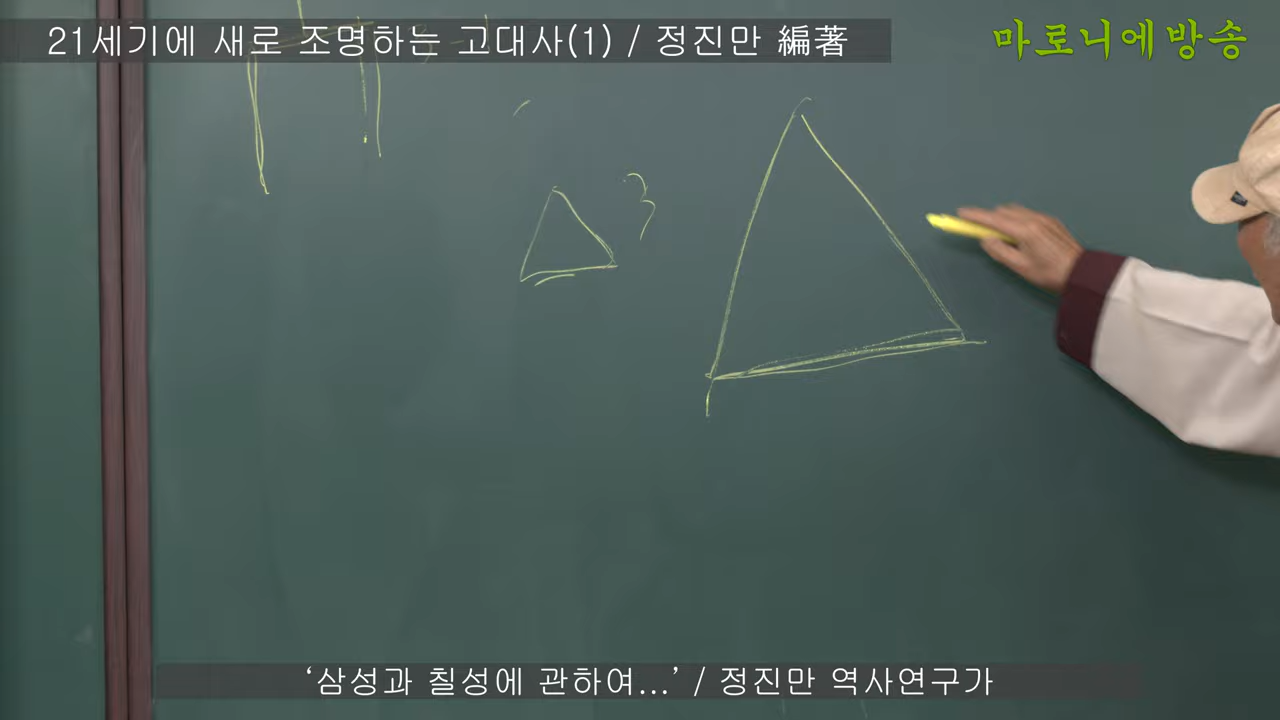 21세기에 새로 조명하는 고대사(1) / 정진만 編著
마로니에방송
3
‘삼성과 칠성에 관하여...’ / 정진만 역사연구가